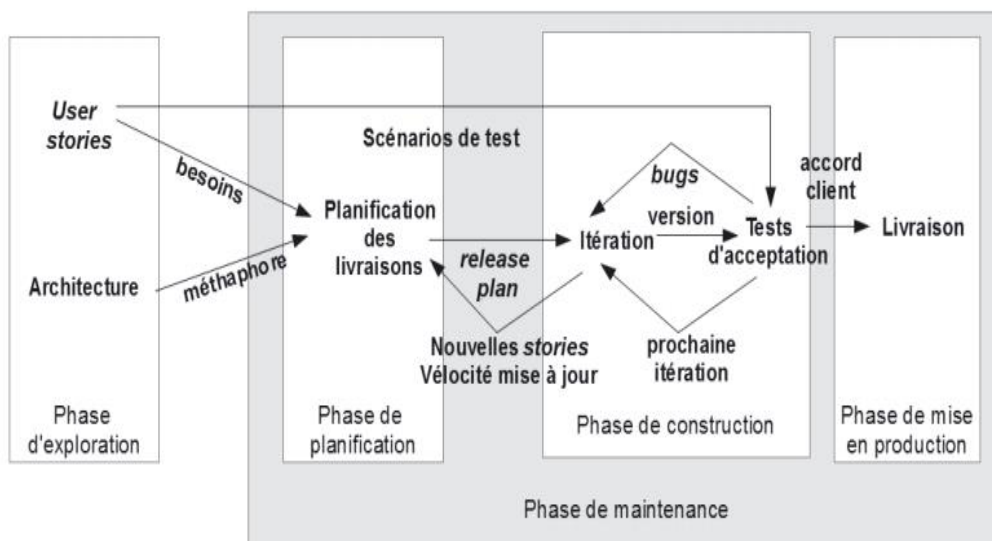 User
stories
besoins
Architecture
méthaphore
Phase
d'exploration
Scénarios de test
Planification
des
livraisons
release
plan
Nouvelles stories
Vélocité mise à jour
Phase de
planification
bugs
version
Itération
Tests
d'acceptation
prochaine
itération
Phase de construction
accord
client
Livraison
Phase de mise
en production
Phase de maintenance